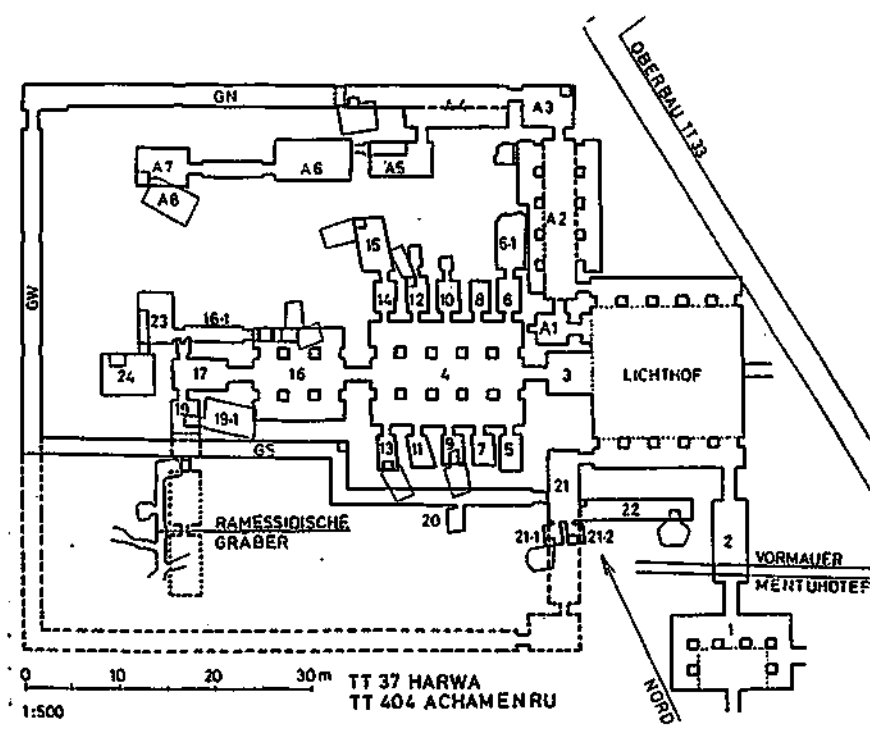 GN
A4
A3
OBERBAU TT 33
A7
A6
A5
A8
A2
6-1
15
GW
14
12
10
8
6
23
16-1
A1
24
17
16
4
3
LICHTHOF
19
19-1
GS
13
11
9
7
5
21
22
20
RAMESSIDISCHE
GRÄBER
21-1
21-2
2
VORMAUER
MENTUHOTEP
1
NORD
0 10 20 30 m
1:500
TT 37 HARWA
TT 404 ACHAMENRU